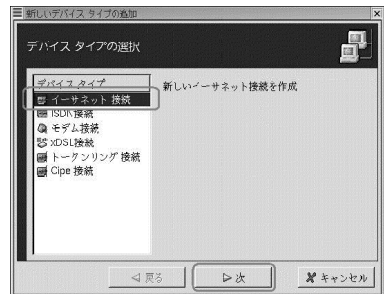 新しいデバイス タイプの追加
デバイス タイプの選択
デバイス タイプ
イーサネット 接続
ISDN 接続
モデム接続
xDSL接続
トークンリング 接続
Cipe 接続
新しいイーサネット接続を作成
戻る
次
キャンセル